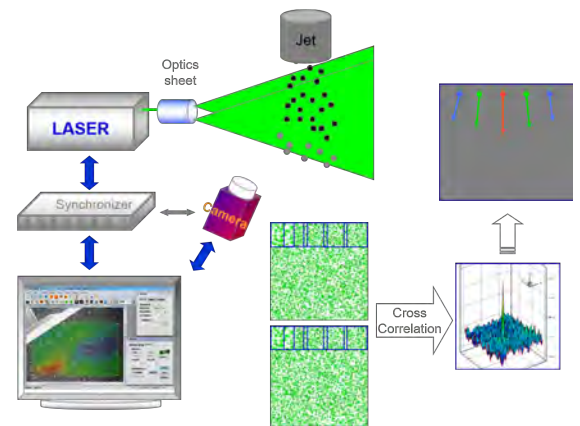 Jet
Optics
sheet
LASER
Synchronizer
Camera
Cross
Correlation